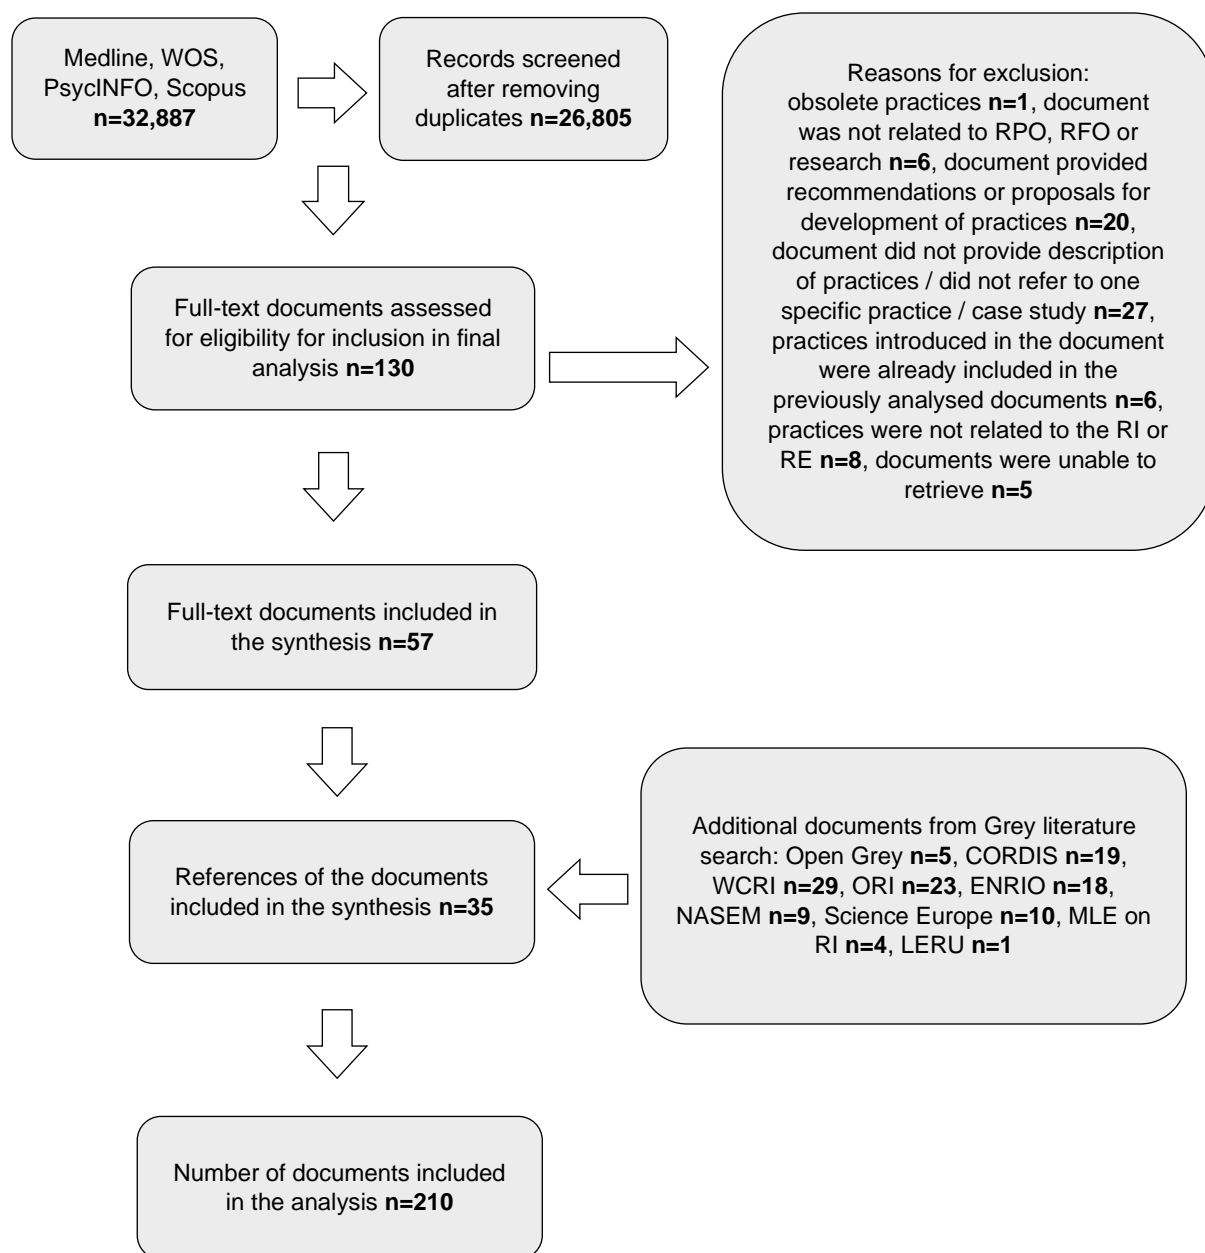 Medline, WOS,
PsycINFO, Scopus
n=32,887
Records screened
after removing
duplicates n=26,805
Reasons for exclusion:
obsolete practices n=1, document
was not related to RPO, RFO or
research n=6, document provided
recommendations or proposals for
development of practices n=20,
document did not provide description
of practices / did not refer to one
specific practice / case study n=27,
practices introduced in the document
were already included in the
previously analysed documents n=6,
practices were not related to the RI or
RE n=8, documents were unable to
retrieve n=5
Full-text documents assessed
for eligibility for inclusion in final
analysis n=130
Full-text documents included in
the synthesis n=57
References of the documents
included in the synthesis n=35
Additional documents from Grey literature
search: Open Grey n=5, CORDIS n=19,
WCRI n=29, ORI n=23, ENRIO n=18,
NASEM n=9, Science Europe n=10, MLE on
RI n=4, LERU n=1
Number of documents included
in the analysis n=210